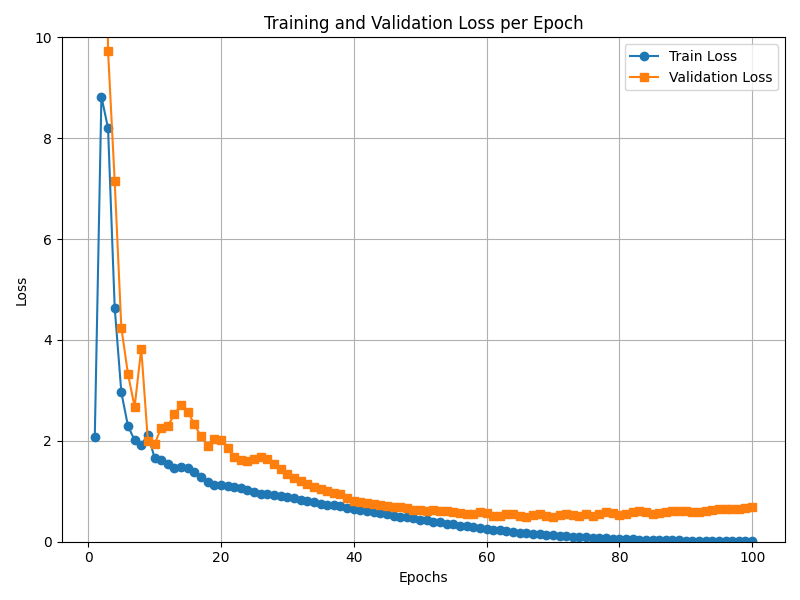 Training and Validation Loss per Epoch
Train Loss
Validation Loss
10
8
6
4
2
0
Loss
0 20 40 60 80 100
Epochs